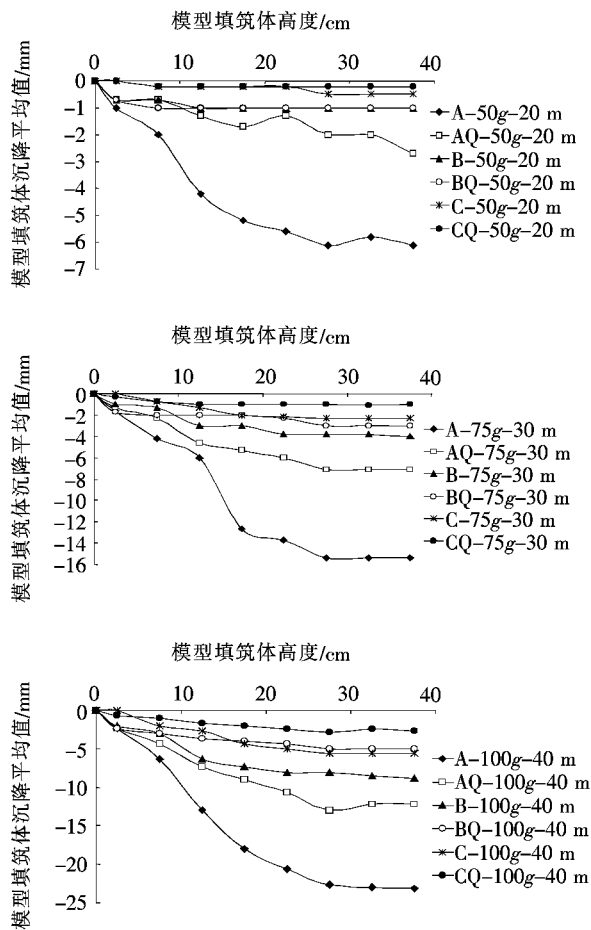 模型填筑体高度/cm
0 10 20 30 40
模型填筑体沉降平均值/mm
0
-1
-2
-3
-4
-5
-6
-7
A-50g-20 m
AQ-50g-20 m
B-50g-20 m
BQ-50g-20 m
C-50g-20 m
CQ-50g-20 m
模型填筑体高度/cm
0 10 20 30 40
模型填筑体沉降平均值/mm
0
-2
-4
-6
-8
-10
-12
-14
-16
A-75g-30 m
AQ-75g-30 m
B-75g-30 m
BQ-75g-30 m
C-75g-30 m
CQ-75g-30 m
模型填筑体高度/cm
0 10 20 30 40
模型填筑体沉降平均值/mm
0
-5
-10
-15
-20
-25
A-100g-40 m
AQ-100g-40 m
B-100g-40 m
BQ-100g-40 m
C-100g-40 m
CQ-100g-40 m